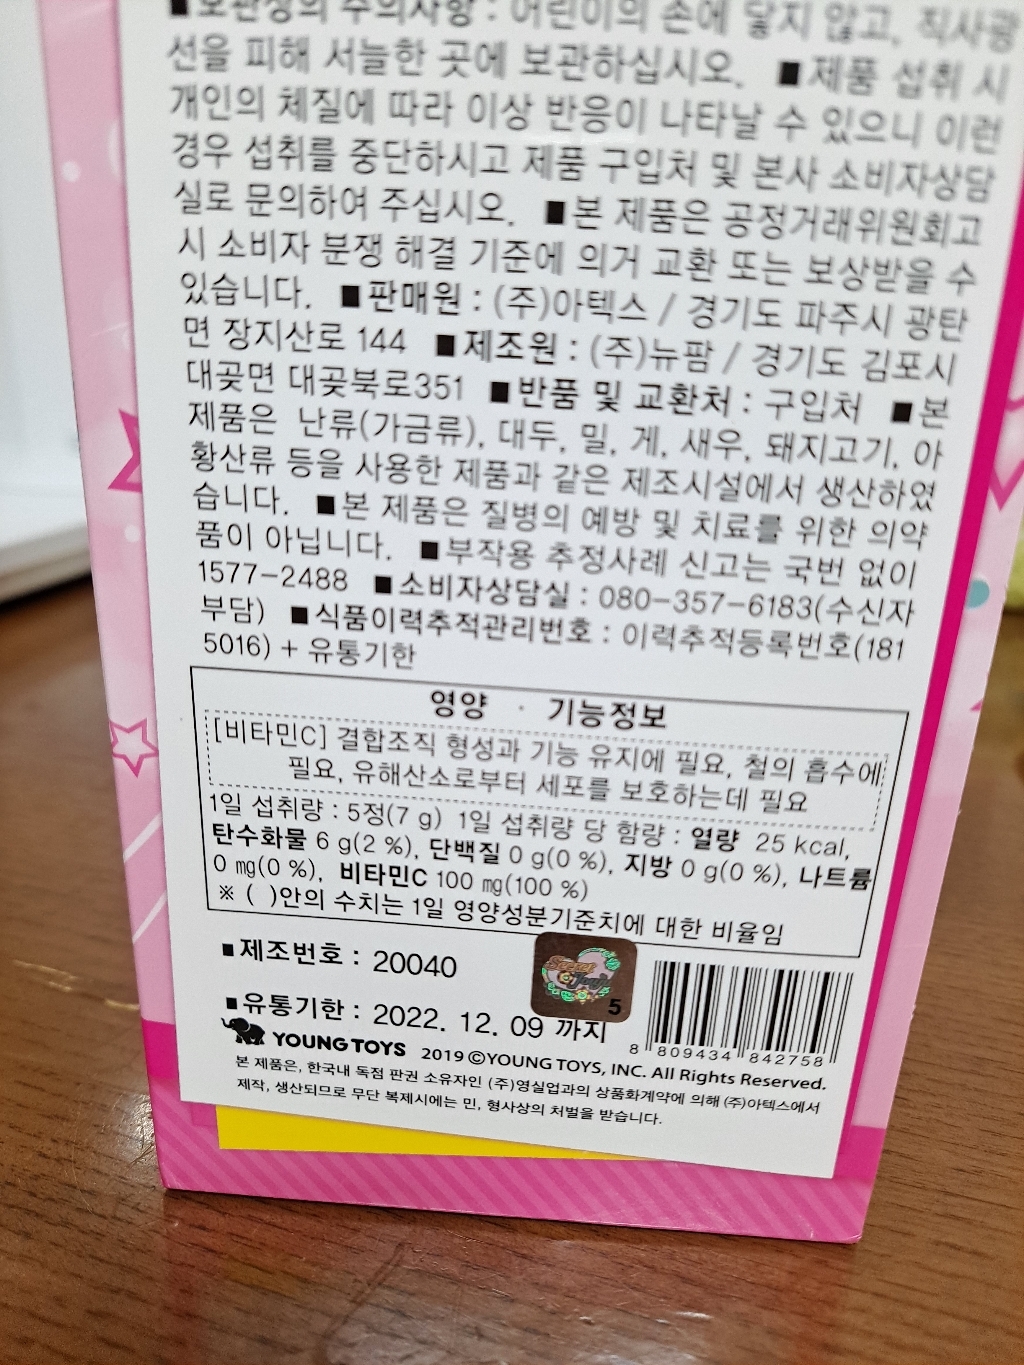 ■보관상의 주의사항 : 어린이의 손에 닿지 않고, 직사광
선을 피해 서늘한 곳에 보관하십시오. ■제품 섭취 시
개인의 체질에 따라 이상 반응이 나타날 수 있으니 이런
경우 섭취를 중단하시고 제품 구입처 및 본사 소비자상담
실로 문의하여 주십시오. ■본 제품은 공정거래위원회고
시 소비자 분쟁 해결 기준에 의거 교환 또는 보상받을 수
있습니다. ■판매원 : (주)아텍스 / 경기도 파주시 광탄
면 장지산로 144 ■제조원 : (주)뉴팜 / 경기도 김포시
대곶면 대곶북로351 ■반품 및 교환처 : 구입처 ■본
제품은 난류(가금류), 대두, 밀, 게, 새우, 돼지고기, 아
황산류 등을 사용한 제품과 같은 제조시설에서 생산하였
습니다. ■본 제품은 질병의 예방 및 치료를 위한 의약
품이 아닙니다. ■부작용 추정사례 신고는 국번 없이
1577-2488 ■소비자상담실 : 080-357-6183(수신자
부담) ■식품이력추적관리번호 : 이력추적등록번호(181
5016) + 유통기한
영양 · 기능정보
[비타민C] 결합조직 형성과 기능 유지에 필요, 철의 흡수에
필요, 유해산소로부터 세포를 보호하는데 필요
1일 섭취량 : 5정(7 g) 1일 섭취량 당 함량 : 열량 25 kcal,
탄수화물 6 g(2 %), 단백질 0 g(0 %), 지방 0 g(0 %), 나트륨
0 mg(0 %), 비타민C 100 mg(100 %)
※ ( )안의 수치는 1일 영양성분기준치에 대한 비율임
■제조번호 : 20040
5
■유통기한 : 2022. 12. 09 까지
8 809434 842758
YOUNG TOYS 2019 ©YOUNG TOYS, INC. All Rights Reserved.
본 제품은, 한국내 독점 판권 소유자인 (주)영실업과의 상품화계약에 의해 (주)아텍스에서
제작, 생산되므로 무단 복제시에는 민, 형사상의 처벌을 받습니다.